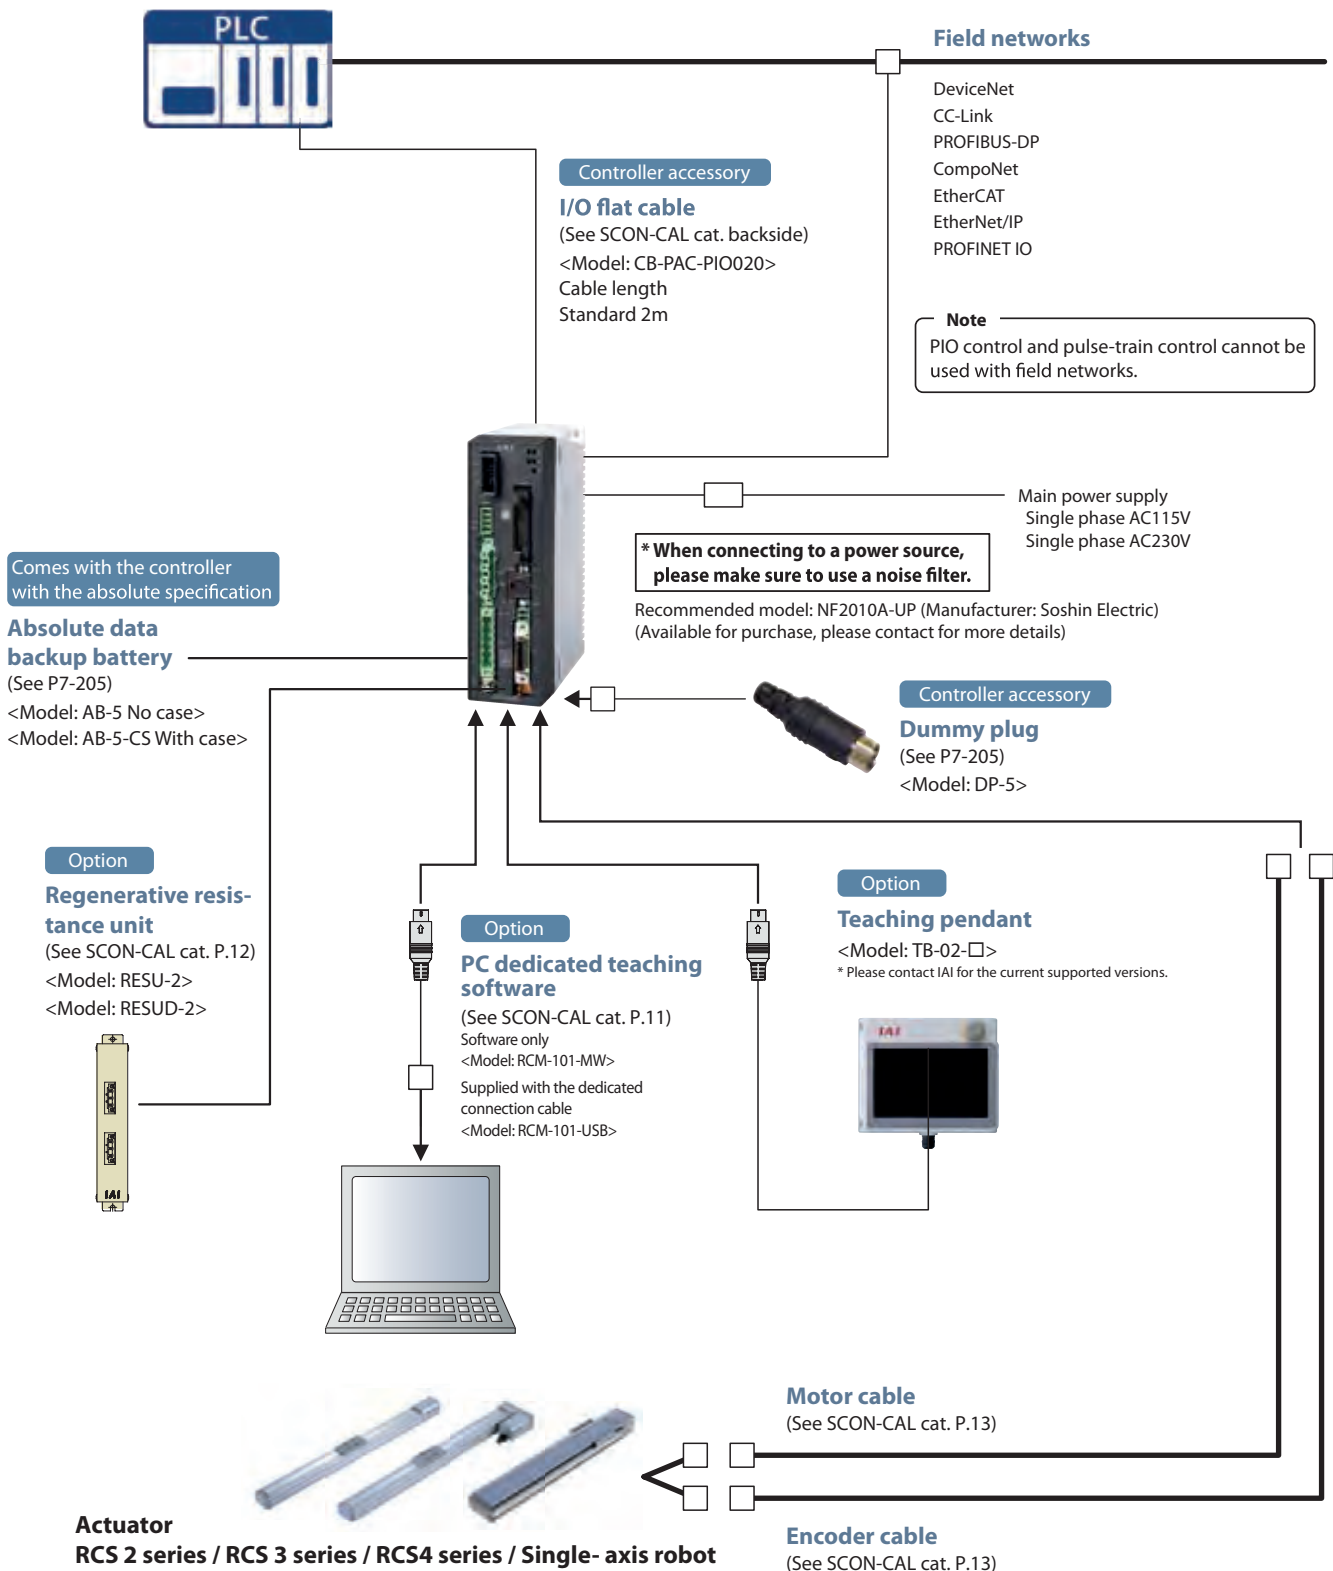 PLC
Field networks
DeviceNet
CC-Link
PROFIBUS-DP
CompoNet
EtherCAT
EtherNet/IP
PROFINET IO
Controller accessory
I/O flat cable
(See SCON-CAL cat. backside)
<Model: CB-PAC-PIO020>
Cable length
Standard 2m
Note
PIO control and pulse-train control cannot be
used with field networks.
Main power supply
Single phase AC115V
Single phase AC230V
* When connecting to a power source,
please make sure to use a noise filter.
Recommended model: NF2010A-UP (Manufacturer: Soshin Electric)
(Available for purchase, please contact for more details)
Comes with the controller
with the absolute specification
Absolute data
backup battery
(See P7-205)
<Model: AB-5 No case>
<Model: AB-5-CS With case>
Controller accessory
Dummy plug
(See P7-205)
<Model: DP-5>
Option
Regenerative resis-
tance unit
(See SCON-CAL cat. P.12)
<Model: RESU-2>
<Model: RESUD-2>
IAI
Option
PC dedicated teaching
software
(See SCON-CAL cat. P.11)
Software only
<Model: RCM-101-MW>
Supplied with the dedicated
connection cable
<Model: RCM-101-USB>
Option
Teaching pendant
<Model: TB-02-□>
* Please contact IAI for the current supported versions.
IAI
Motor cable
(See SCON-CAL cat. P.13)
Encoder cable
(See SCON-CAL cat. P.13)
Actuator
RCS 2 series / RCS 3 series / RCS4 series / Single- axis robot